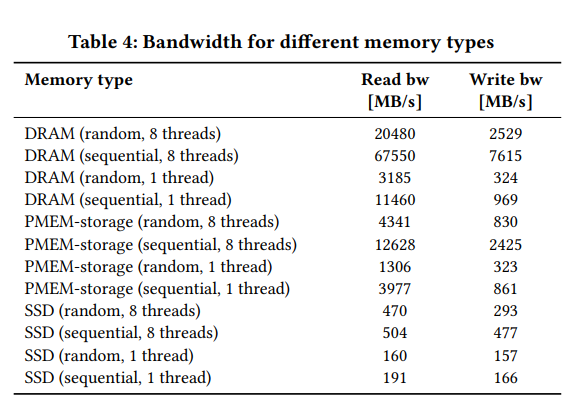 Table 4: Bandwidth for different memory types
Memory type Read bw Write bw
[MB/s] [MB/s]
DRAM (random, 8 threads) 20480 2529
DRAM (sequential, 8 threads) 67550 7615
DRAM (random, 1 thread) 3185 324
DRAM (sequential, 1 thread) 11460 969
PMEM-storage (random, 8 threads) 4341 830
PMEM-storage (sequential, 8 threads) 12628 2425
PMEM-storage (random, 1 thread) 1306 323
PMEM-storage (sequential, 1 thread) 3977 861
SSD (random, 8 threads) 470 293
SSD (sequential, 8 threads) 504 477
SSD (random, 1 thread) 160 157
SSD (sequential, 1 thread) 191 166